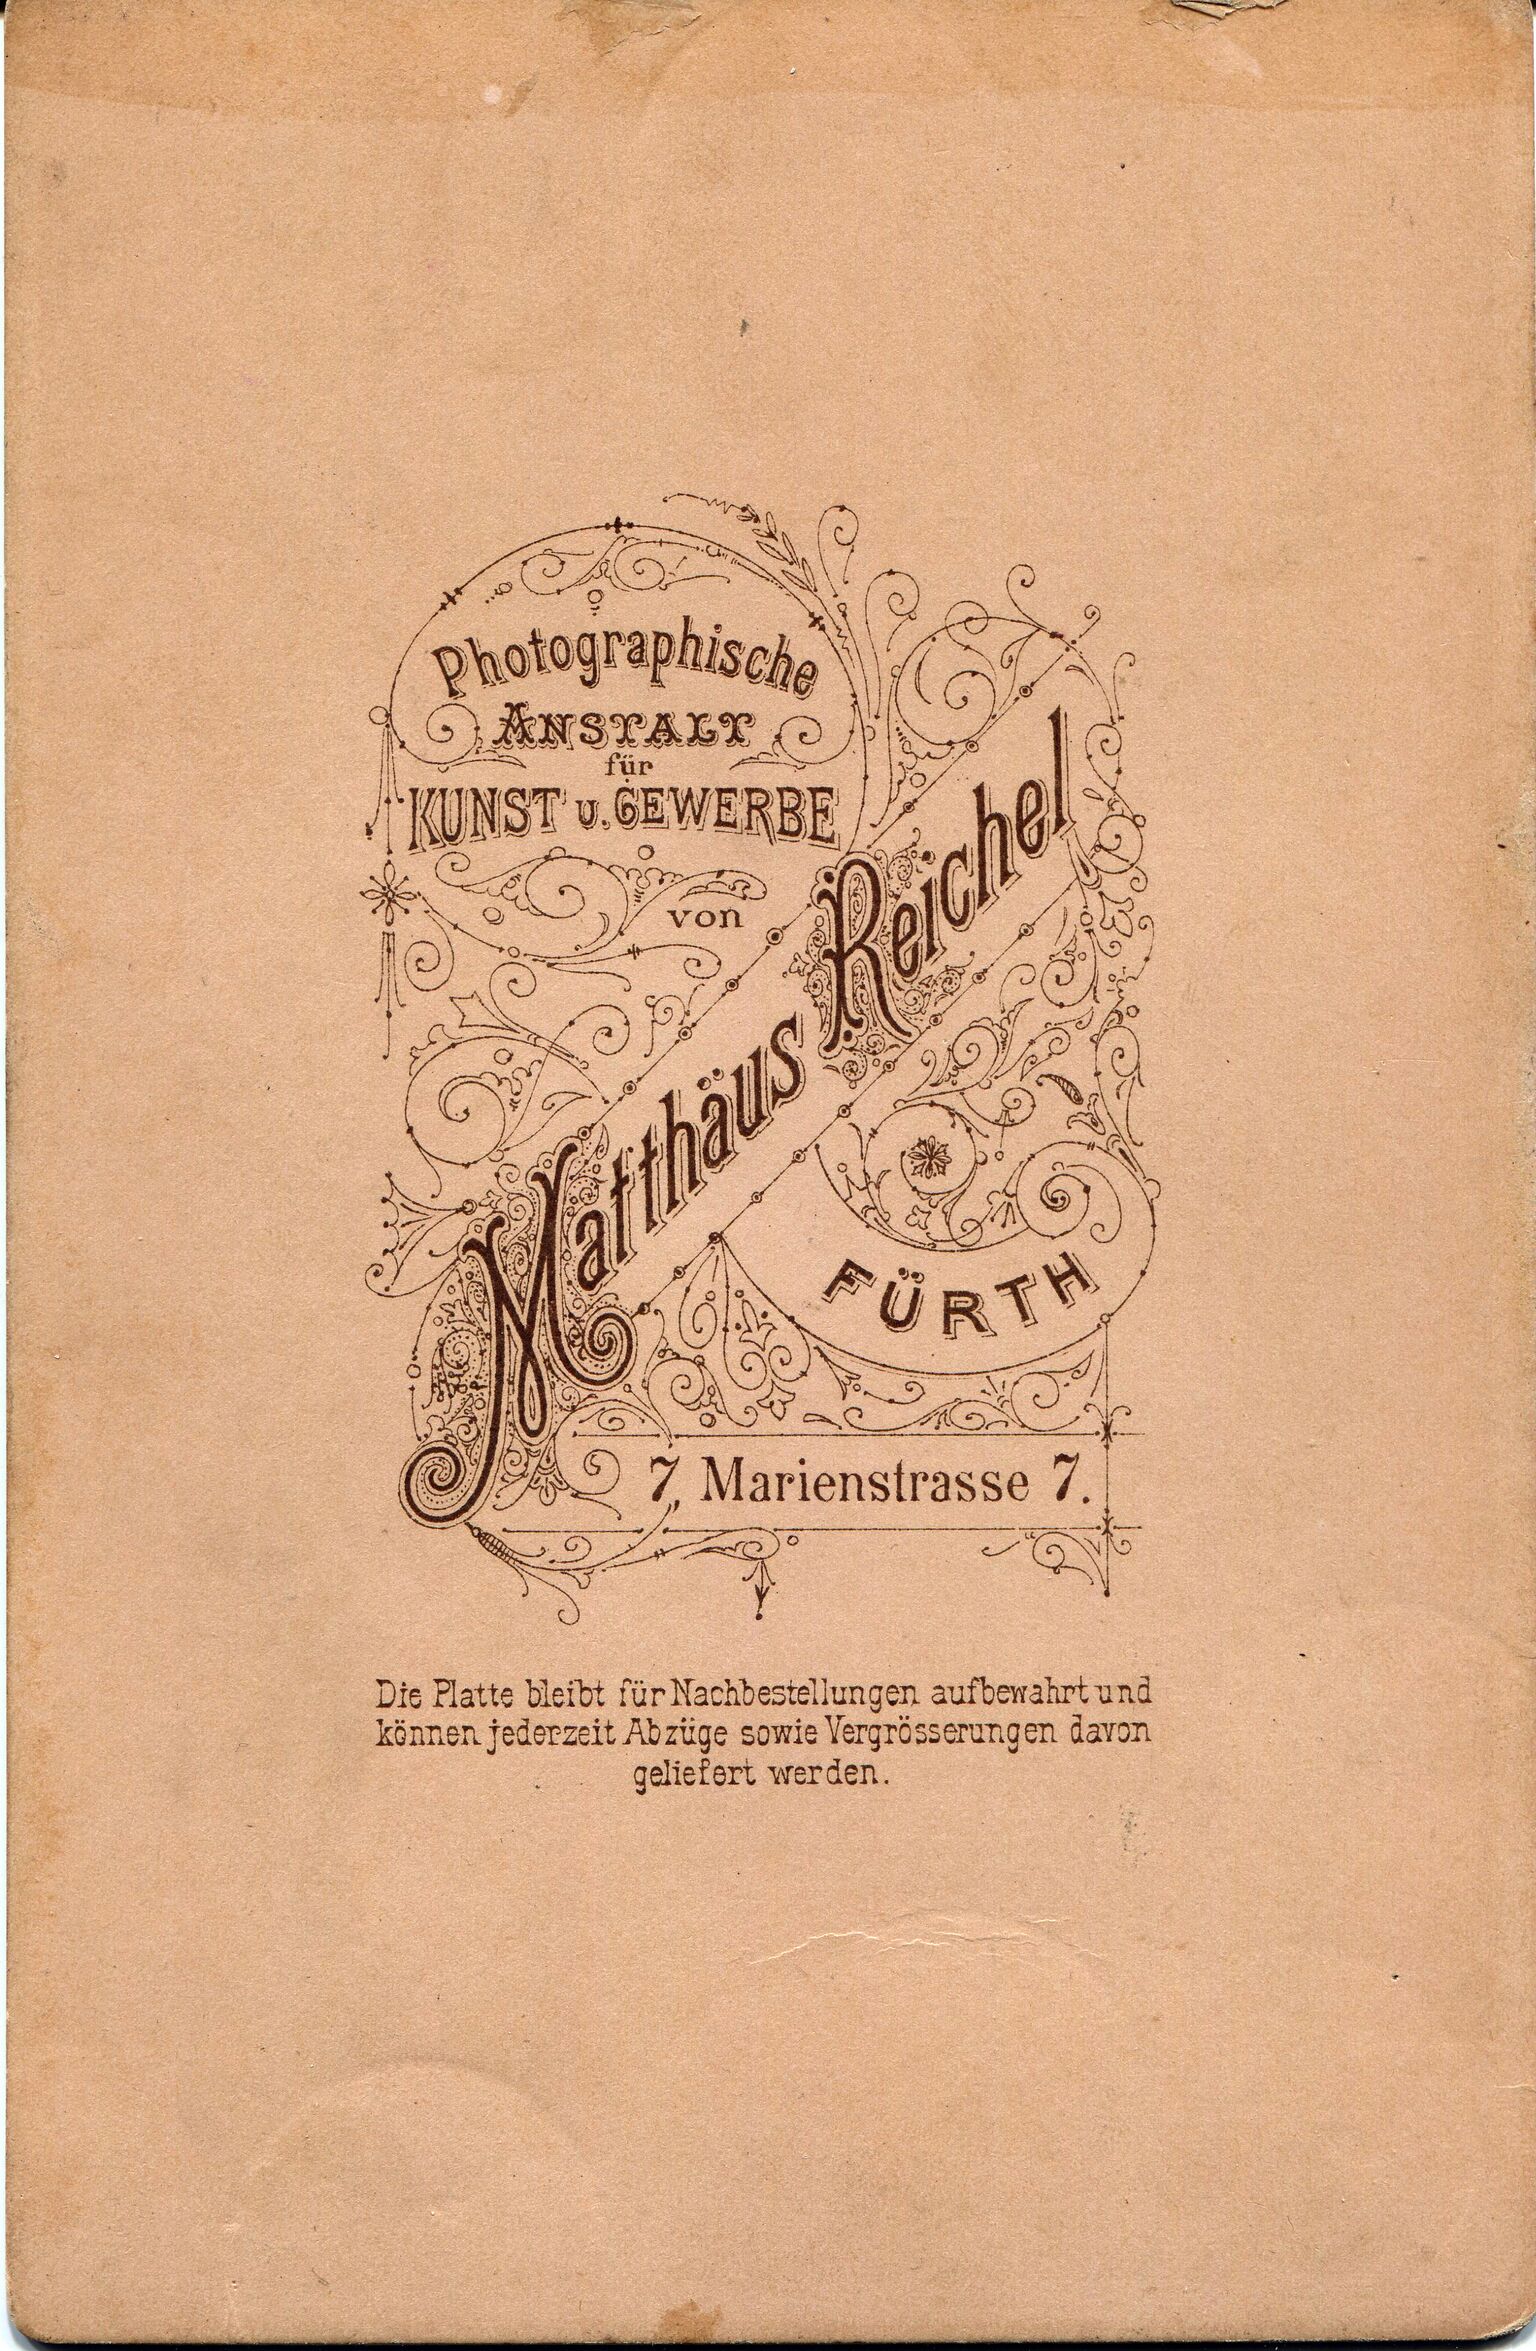 Photographische
ANSTALT
für
KUNST u. GEWERBE
von
Matthäus Reichel
FÜRTH
7, Marienstrasse 7.
Die Platte bleibt für Nachbestellungen aufbewahrt und
können jederzeit Abzüge sowie Vergrösserungen davon
geliefert werden.